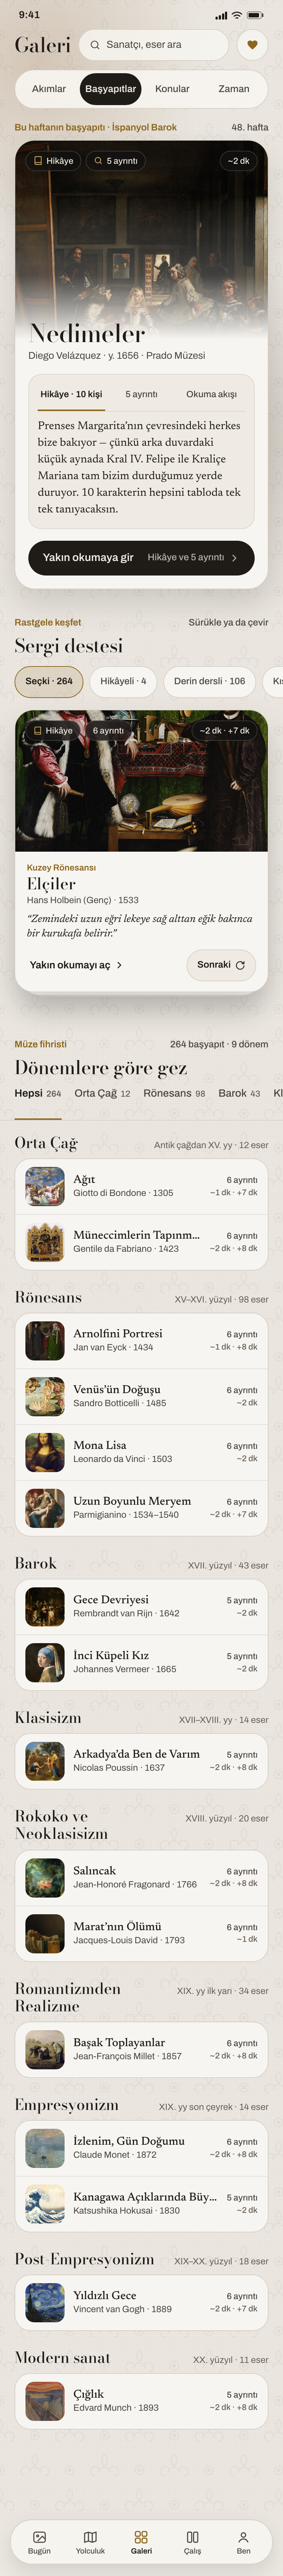 9:41
Galeri
Sanatçı, eser ara
Akımlar
Başyapıtlar
Konular
Zaman
Bu haftanın başyapıtı · İspanyol Barok
48. hafta
Hikâye
5 ayrıntı
~2 dk
Nedimeler
Diego Velázquez · y. 1656 · Prado Müzesi
Hikâye · 10 kişi
5 ayrıntı
Okuma akışı
Prenses Margarita’nın çevresindeki herkes
bize bakıyor — çünkü arka duvardaki
küçük aynada Kral IV. Felipe ile Kraliçe
Mariana tam bizim durduğumuz yerde
duruyor. 10 karakterin hepsini tabloda tek
tek tanıyacaksın.
Yakın okumaya gir
Hikâye ve 5 ayrıntı
Rastgele keşfet
Sürükle ya da çevir
Sergi destesi
Seçki · 264
Hikâyeli · 4
Derin dersli · 106
Kıs
Hikâye
6 ayrıntı
~2 dk · +7 dk
Kuzey Rönesansı
Elçiler
Hans Holbein (Genç) · 1533
“Zemindeki uzun eğri lekeye sağ alttan eğik bakınca
bir kurukafa belirir.”
Yakın okumayı aç
Sonraki
Müze fihristi
264 başyapıt · 9 dönem
Dönemlere göre gez
Hepsi 264
Orta Çağ 12
Rönesans 98
Barok 43
Kl
Orta Çağ
Antik çağdan XV. yy · 12 eser
Ağıt
6 ayrıntı
Giotto di Bondone · 1305
~1 dk · +7 dk
Müneccimlerin Tapınm...
6 ayrıntı
Gentile da Fabriano · 1423
~2 dk · +8 dk
Rönesans
XV–XVI. yüzyıl · 98 eser
Arnolfini Portresi
6 ayrıntı
Jan van Eyck · 1434
~1 dk · +8 dk
Venüs’ün Doğuşu
6 ayrıntı
Sandro Botticelli · 1485
~2 dk
Mona Lisa
6 ayrıntı
Leonardo da Vinci · 1503
~2 dk
Uzun Boyunlu Meryem
6 ayrıntı
Parmigianino · 1534–1540
~2 dk · +7 dk
Barok
XVII. yüzyıl · 43 eser
Gece Devriyesi
5 ayrıntı
Rembrandt van Rijn · 1642
~2 dk
İnci Küpeli Kız
5 ayrıntı
Johannes Vermeer · 1665
~2 dk
Klasisizm
XVII–XVIII. yy · 14 eser
Arkadya’da Ben de Varım
5 ayrıntı
Nicolas Poussin · 1637
~2 dk · +8 dk
Rokoko ve
Neoklasisizm
XVIII. yüzyıl · 20 eser
Salıncak
6 ayrıntı
Jean-Honoré Fragonard · 1766
~2 dk · +8 dk
Marat’nın Ölümü
6 ayrıntı
Jacques-Louis David · 1793
~1 dk
Romantizmden
Realizme
XIX. yy ilk yarı · 34 eser
Başak Toplayanlar
6 ayrıntı
Jean-François Millet · 1857
~2 dk · +8 dk
Empresyonizm
XIX. yy son çeyrek · 14 eser
İzlenim, Gün Doğumu
6 ayrıntı
Claude Monet · 1872
~2 dk · +8 dk
Kanagawa Açıklarında Büy...
5 ayrıntı
Katsushika Hokusai · 1830
~2 dk
Post-Empresyonizm
XIX–XX. yüzyıl · 18 eser
Yıldızlı Gece
6 ayrıntı
Vincent van Gogh · 1889
~2 dk · +7 dk
Modern sanat
XX. yüzyıl · 11 eser
Çığlık
5 ayrıntı
Edvard Munch · 1893
~2 dk · +8 dk
Bugün
Yolculuk
Galeri
Çalış
Ben